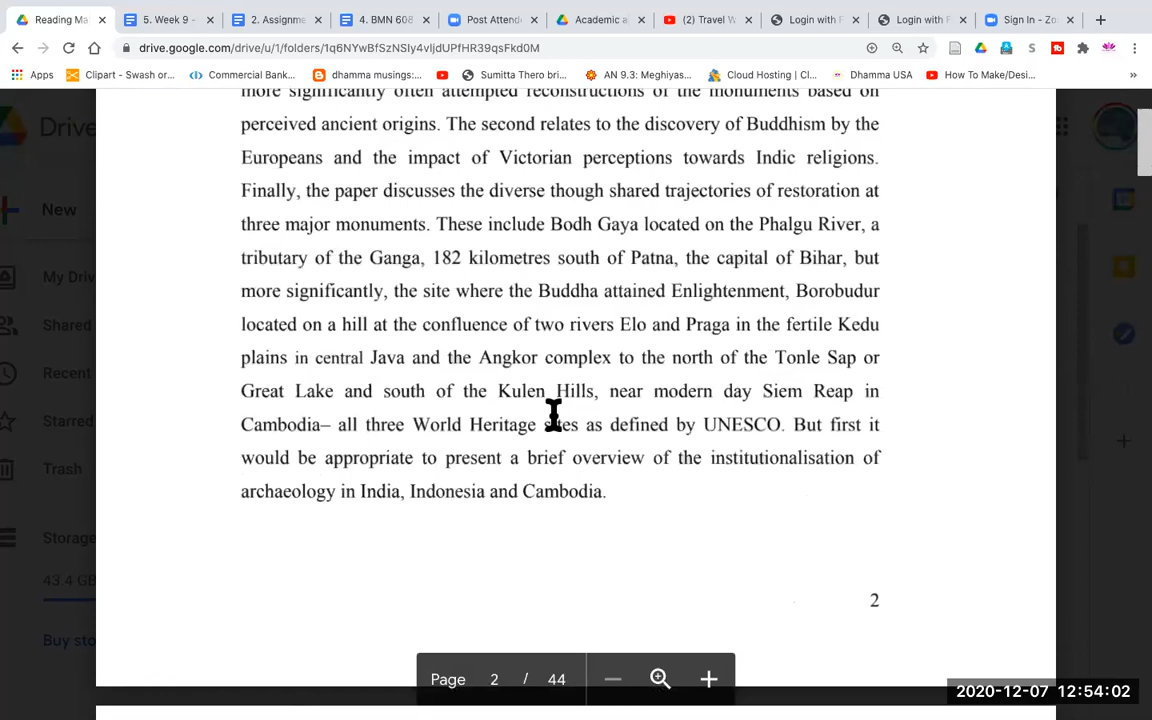 Reading Ma
5. Week 9 -
2. Assignme
4. BMN 608
Post Attend
Academic a
(2) Travel W
Login with F
Login with F
Sign In - Zo
drive.google.com/drive/u/1/folders/1q6NYwBfSzNSIy4vIjdUPfHR39qsFkd0M
Apps
Clipart - Swash or...
Commercial Bank...
dhamma musings:...
Sumitta Thero bri...
AN 9.3: Meghiyas...
Cloud Hosting | Cl...
Dhamma USA
How To Make/Desi...
»
Drive
New
My Driv
Shared
Recent
Starred
Trash
Storage
43.4 GB
Buy sto
more significantly often attempted reconstructions of the monuments based on
perceived ancient origins. The second relates to the discovery of Buddhism by the
Europeans and the impact of Victorian perceptions towards Indic religions.
Finally, the paper discusses the diverse though shared trajectories of restoration at
three major monuments. These include Bodh Gaya located on the Phalgu River, a
tributary of the Ganga, 182 kilometres south of Patna, the capital of Bihar, but
more significantly, the site where the Buddha attained Enlightenment, Borobudur
located on a hill at the confluence of two rivers Elo and Praga in the fertile Kedu
plains in central Java and the Angkor complex to the north of the Tonle Sap or
Great Lake and south of the Kulen Hills, near modern day Siem Reap in
Cambodia– all three World Heritage sites as defined by UNESCO. But first it
would be appropriate to present a brief overview of the institutionalisation of
archaeology in India, Indonesia and Cambodia.
2
Page 2 / 44
2020-12-07 12:54:02